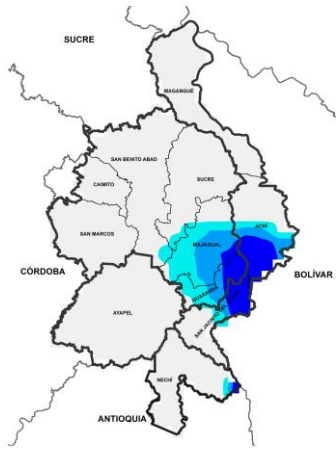 SUCRE
MAGANGUÉ
SAN BENITO ABAD
SUCRE
CAIMITO
SAN MARCOS
ACHÍ
MAJAGUAL
CÓRDOBA
BOLÍVAR
GUARANDA
AYAPEL
SAN JACINTO DEL
NECHÍ
ANTIOQUIA